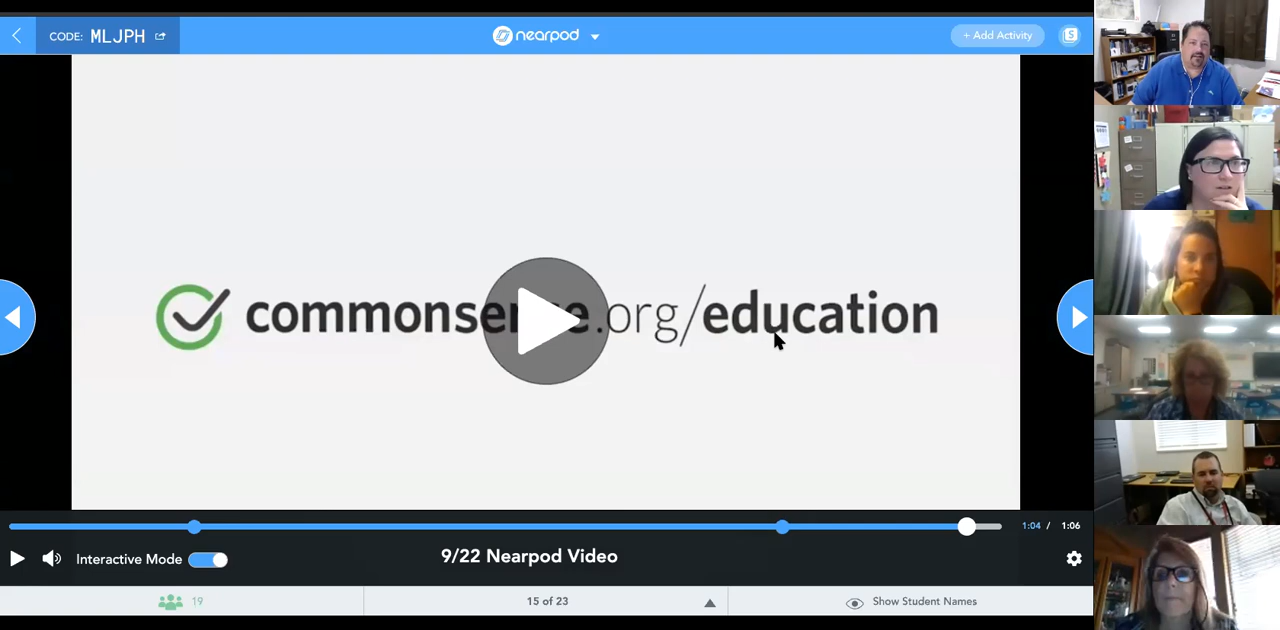 CODE: MLJPH
nearpod
+ Add Activity
S
commonsense.org/education
1:04 / 1:06
Interactive Mode
9/22 Nearpod Video
19
15 of 23
Show Student Names